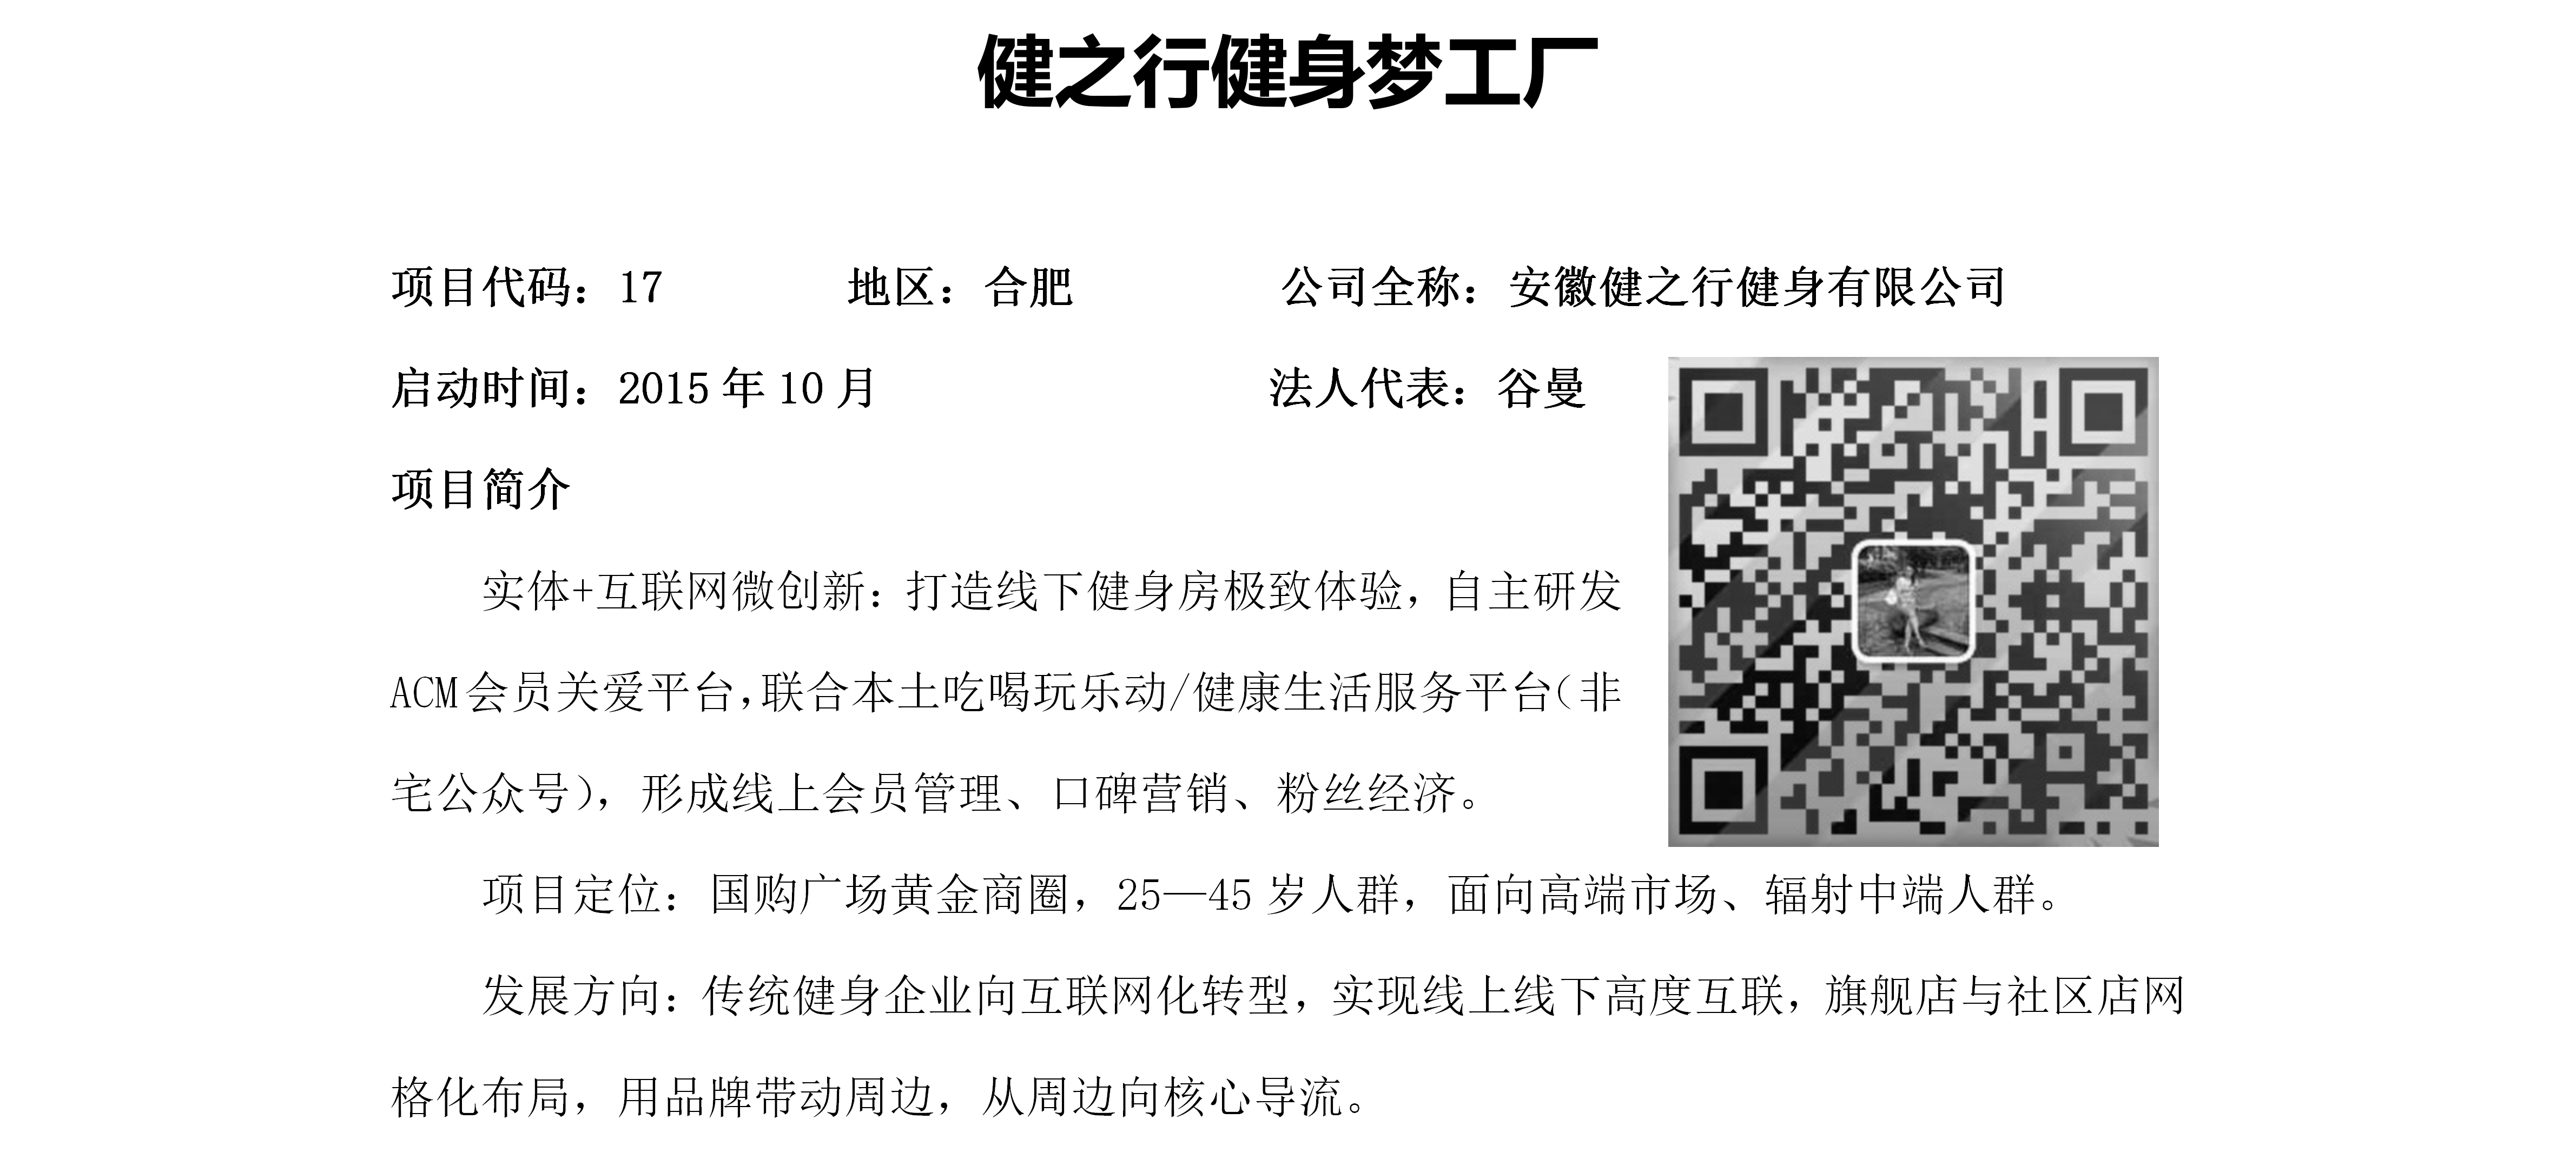 健之行健身梦工厂
项目代码：17 地区：合肥 公司全称：安徽健之行健身有限公司
启动时间：2015 年 10 月 法人代表：谷曼
项目简介
实体+互联网微创新：打造线下健身房极致体验，自主研发
ACM 会员关爱平台，联合本土吃喝玩乐动/健康生活服务平台（非
宅公众号），形成线上会员管理、口碑营销、粉丝经济。
项目定位：国购广场黄金商圈，25—45 岁人群，面向高端市场、辐射中端人群。
发展方向：传统健身企业向互联网化转型，实现线上线下高度互联，旗舰店与社区店网
格化布局，用品牌带动周边，从周边向核心导流。